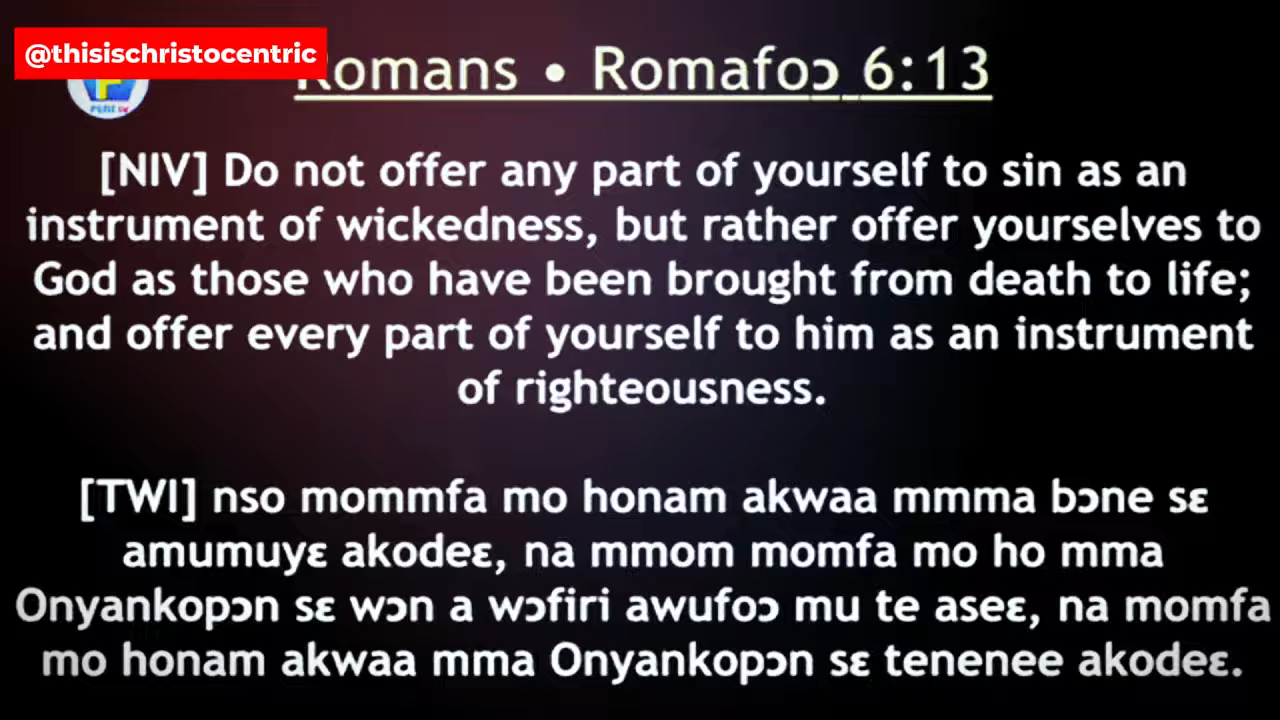 @thisischristocentric
Romans • Romafoɔ 6:13
[NIV] Do not offer any part of yourself to sin as an
instrument of wickedness, but rather offer yourselves to
God as those who have been brought from death to life;
and offer every part of yourself to him as an instrument
of righteousness.
[TWI] nso mommfa mo honam akwaa mmma bɔne sɛ
amumuyɛ akodeɛ, na mmom momfa mo ho mma
Onyankopɔn sɛ wɔn a wɔfiri awufoɔ mu te aseɛ, na momfa
mo honam akwaa mma Onyankopɔn sɛ tenenee akodeɛ.